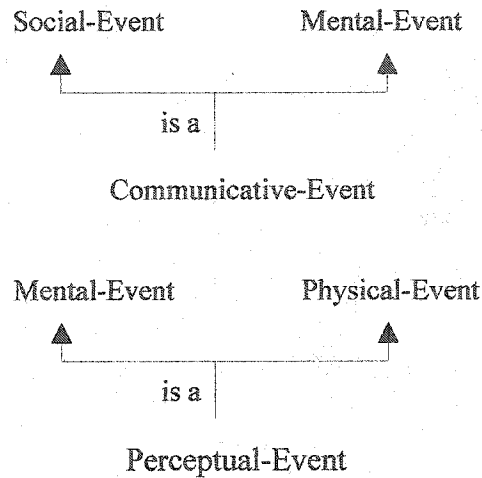 Social-Event Mental-Event
is a
Communicative-Event
Mental-Event Physical-Event
is a
Perceptual-Event